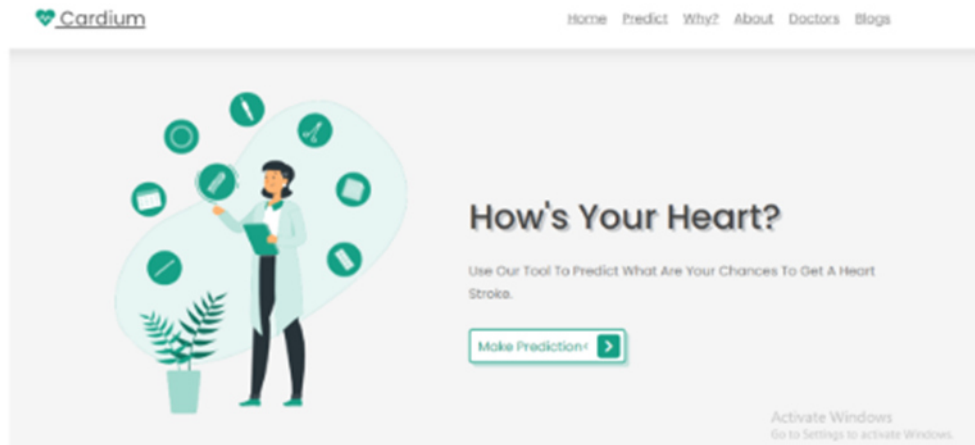 Cardium
Home Predict Why? About Doctors Blogs
How's Your Heart?
Use Our Tool To Predict What Are Your Chances To Get A Heart
Stroke.
Make Prediction<
Activate Windows
Go to Settings to activate Windows.